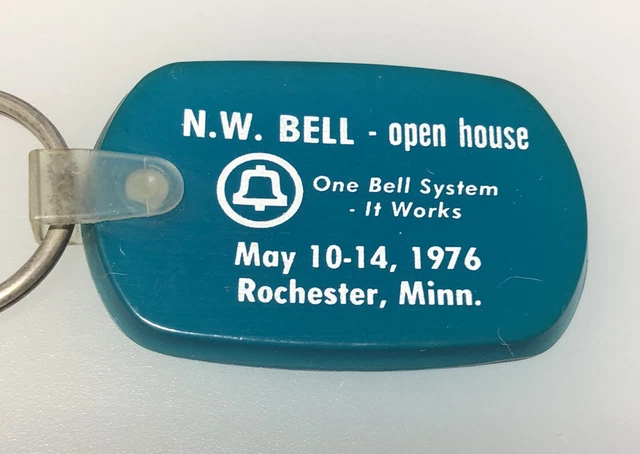 N.W. BELL - open house
One Bell System
- It Works
May 10-14, 1976
Rochester, Minn.